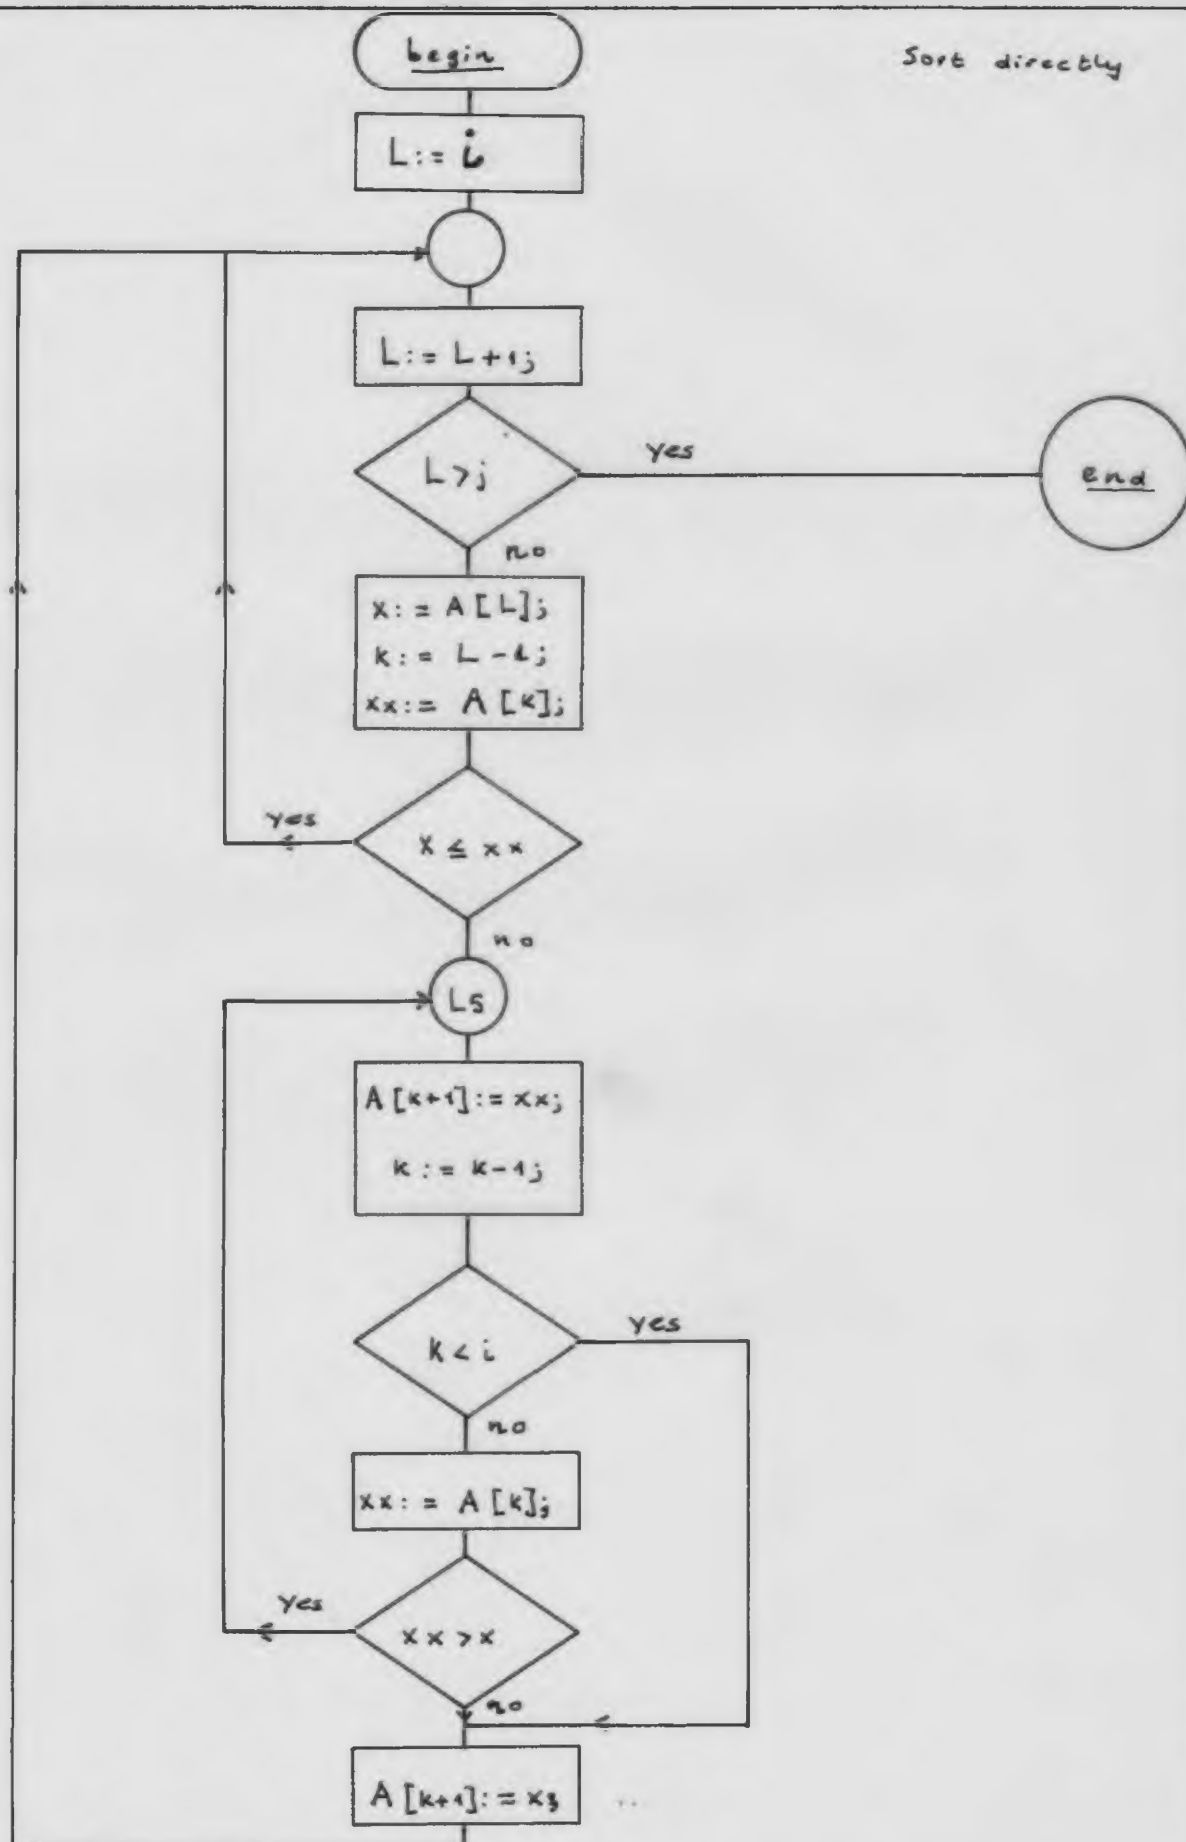 Sort directly
begin
L := i
L := L + 1;
L > j
yes
end
no
x := A [L];
k := L - 1;
xx := A [k];
yes
x ≤ xx
no
L5
A [k+1] := xx;
k := k - 1;
k < i
yes
no
xx := A [k];
yes
xx > x
no
A [k+1] := x;